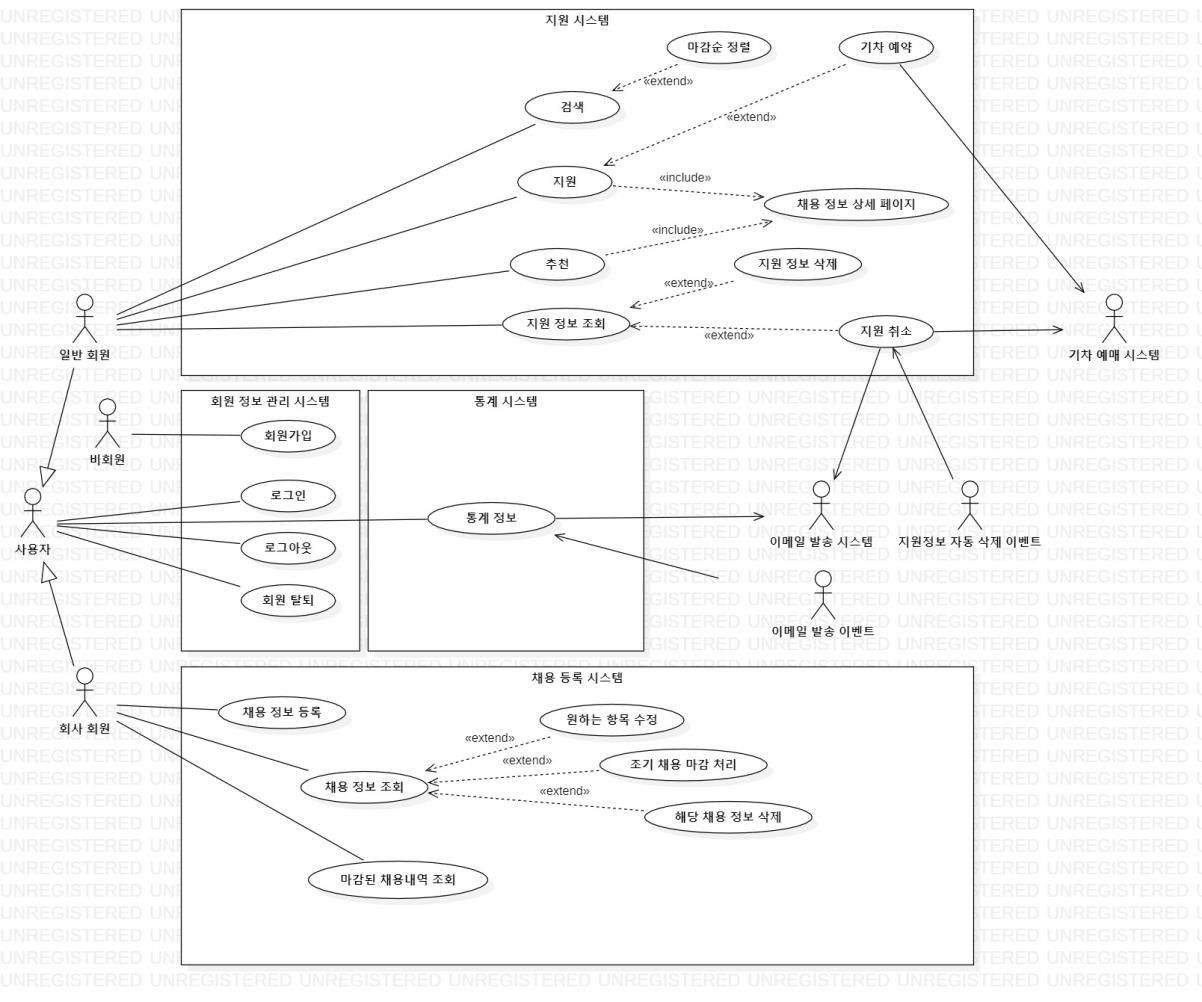 지원 시스템
마감순 정렬
기차 예약
«extend»
검색
«extend»
지원
«include»
채용 정보 상세 페이지
«include»
추천
지원 정보 삭제
«extend»
지원 정보 조회
«extend»
지원 취소
일반 회원
기차 예매 시스템
회원 정보 관리 시스템
통계 시스템
비회원
회원가입
로그인
통계 정보
사용자
로그아웃
이메일 발송 시스템
지원정보 자동 삭제 이벤트
회원 탈퇴
이메일 발송 이벤트
채용 등록 시스템
회사 회원
채용 정보 등록
원하는 항목 수정
«extend»
«extend»
조기 채용 마감 처리
채용 정보 조회
«extend»
해당 채용 정보 삭제
마감된 채용내역 조회
UNREGISTERED